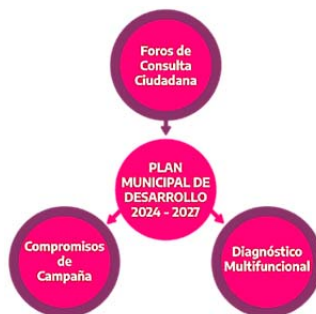 Foros de
Consulta
Ciudadana
PLAN
MUNICIPAL DE
DESARROLLO
2024 - 2027
Compromisos
de
Campaña
Diagnóstico
Multifuncional